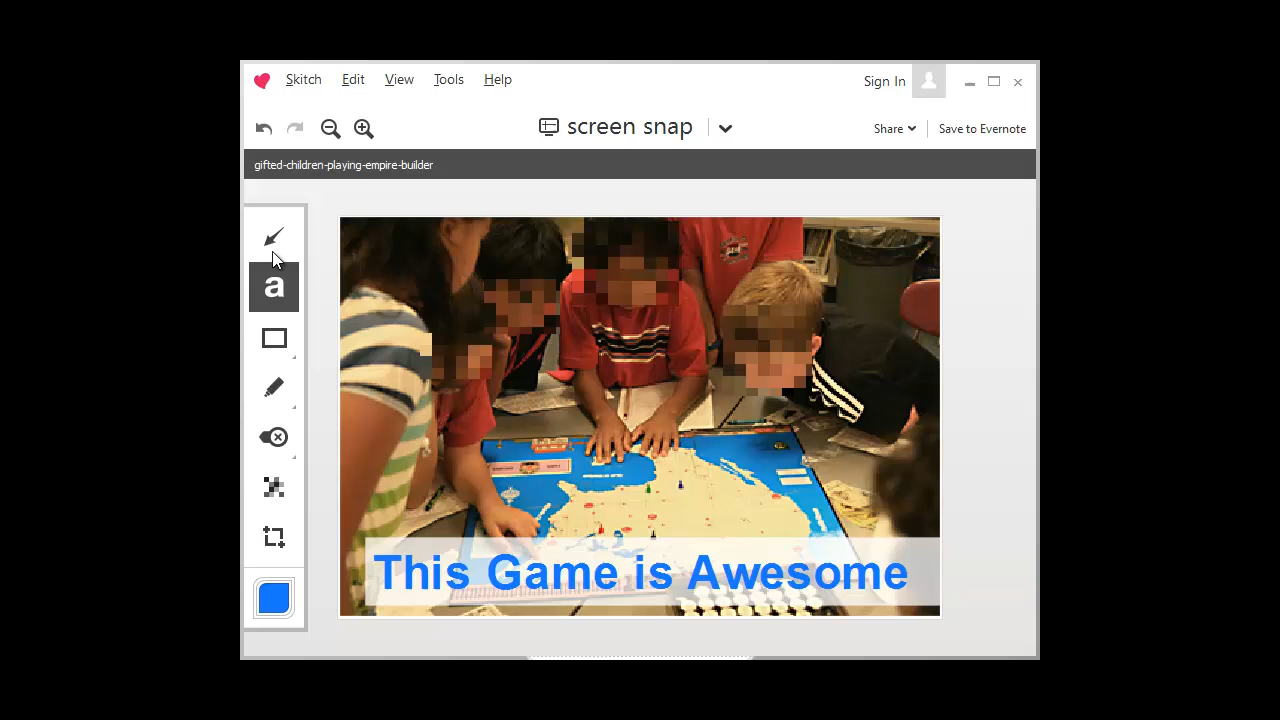 Skitch Edit View Tools Help Sign In
screen snap Share Save to Evernote
gifted-children-playing-empire-builder
a
This Game is Awesome